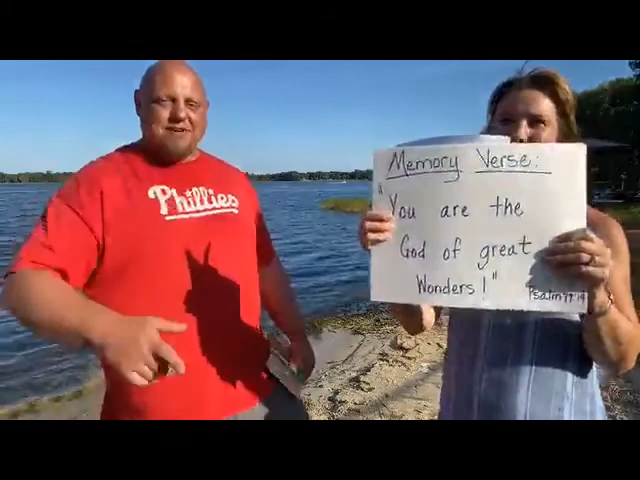 Phillies
Memory Verse:
"You are the
God of great
Wonders!"
Psalm 77:14